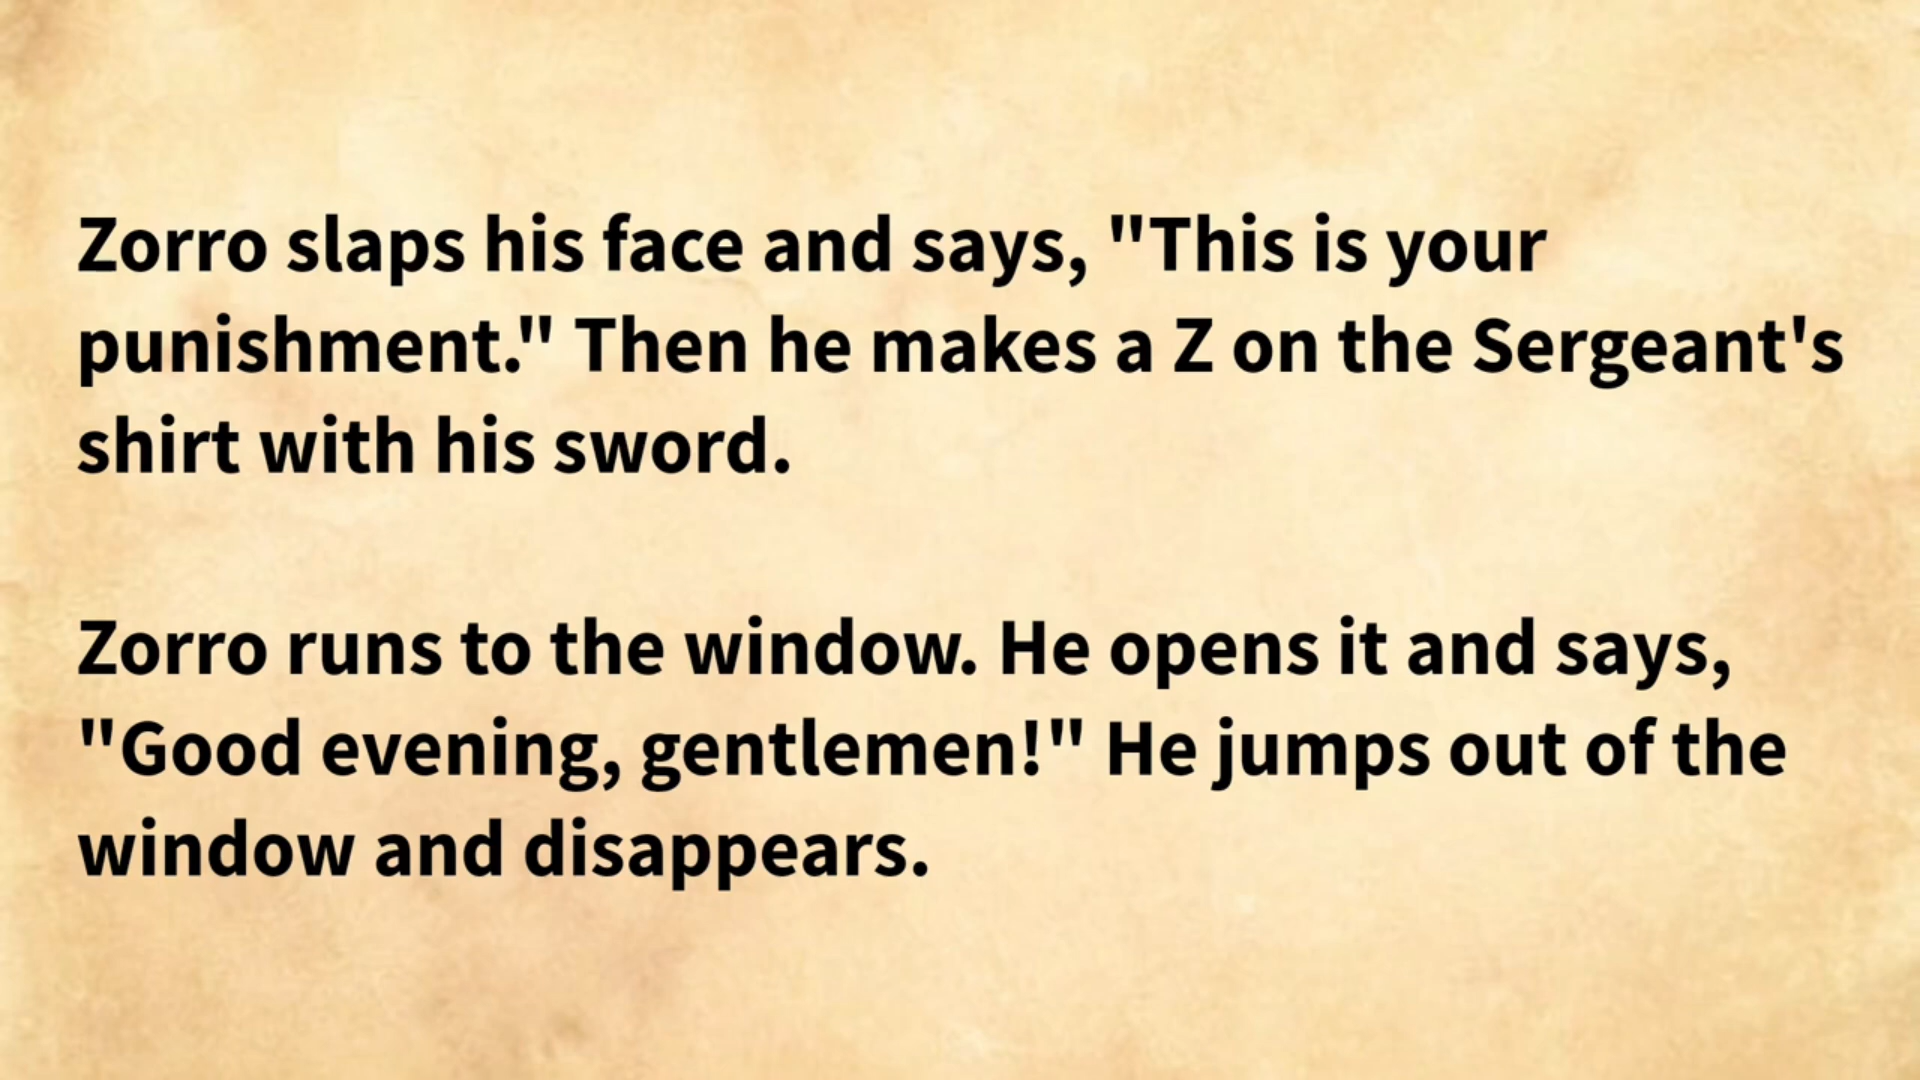 Zorro slaps his face and says, "This is your
punishment." Then he makes a Z on the Sergeant's
shirt with his sword.
Zorro runs to the window. He opens it and says,
"Good evening, gentlemen!" He jumps out of the
window and disappears.